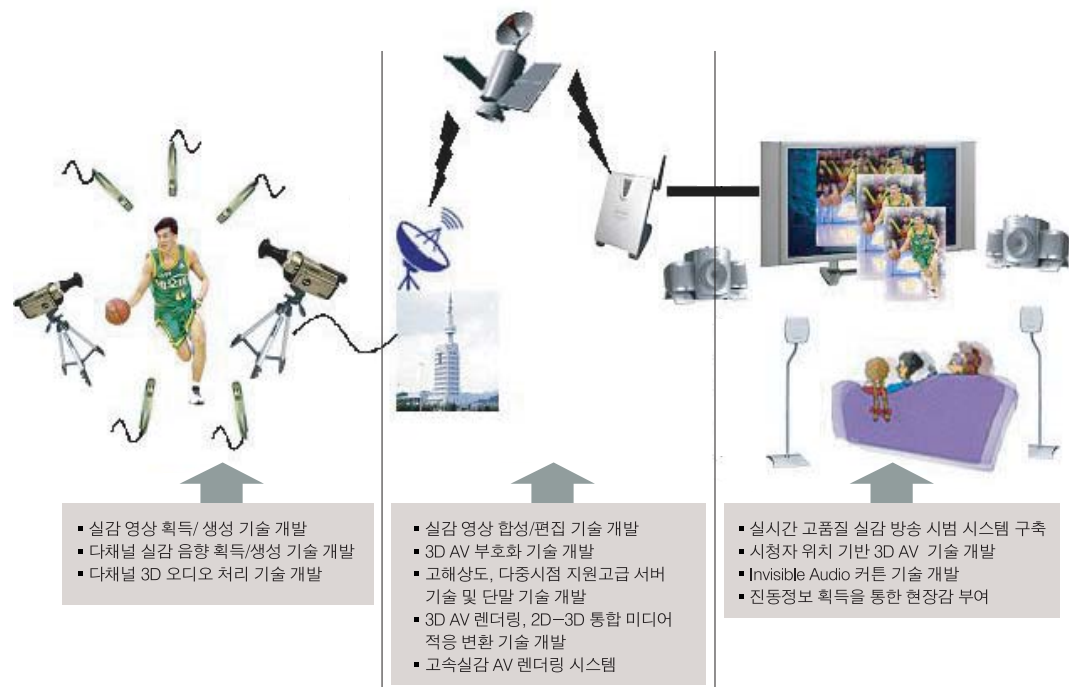 ▪ 실감 영상 획득/ 생성 기술 개발
▪ 다채널 실감 음향 획득/생성 기술 개발
▪ 다채널 3D 오디오 처리 기술 개발
▪ 실감 영상 합성/편집 기술 개발
▪ 3D AV 부호화 기술 개발
▪ 고해상도, 다중시점 지원고급 서버
기술 및 단말 기술 개발
▪ 3D AV 렌더링, 2D-3D 통합 미디어
적응 변환 기술 개발
▪ 고속실감 AV 렌더링 시스템
▪ 실시간 고품질 실감 방송 시범 시스템 구축
▪ 시청자 위치 기반 3D AV 기술 개발
▪ Invisible Audio 커튼 기술 개발
▪ 진동정보 획득을 통한 현장감 부여